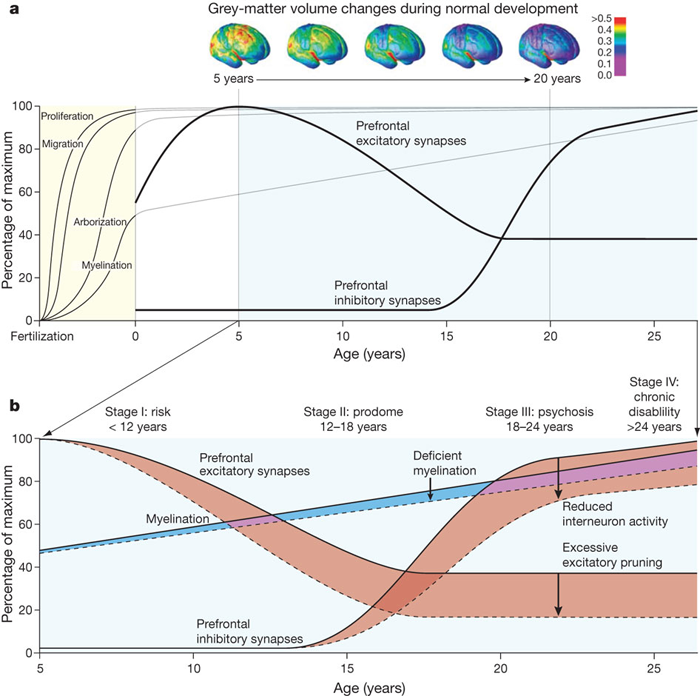 a
Grey-matter volume changes during normal development
>0.5
0.4
0.3
0.2
0.1
0.0
5 years
20 years
Percentage of maximum
100
80
60
40
20
0
Proliferation
Migration
Arborization
Myelination
Prefrontal
excitatory synapses
Prefrontal
inhibitory synapses
Fertilization
0
5
10
15
20
25
Age (years)
b
Stage I: risk
< 12 years
Stage II: prodome
12–18 years
Stage III: psychosis
18–24 years
Stage IV:
chronic
disablility
>24 years
Percentage of maximum
100
80
60
40
20
0
Prefrontal
excitatory synapses
Myelination
Deficient
myelination
Reduced
interneuron activity
Excessive
excitatory pruning
Prefrontal
inhibitory synapses
5
10
15
20
25
Age (years)